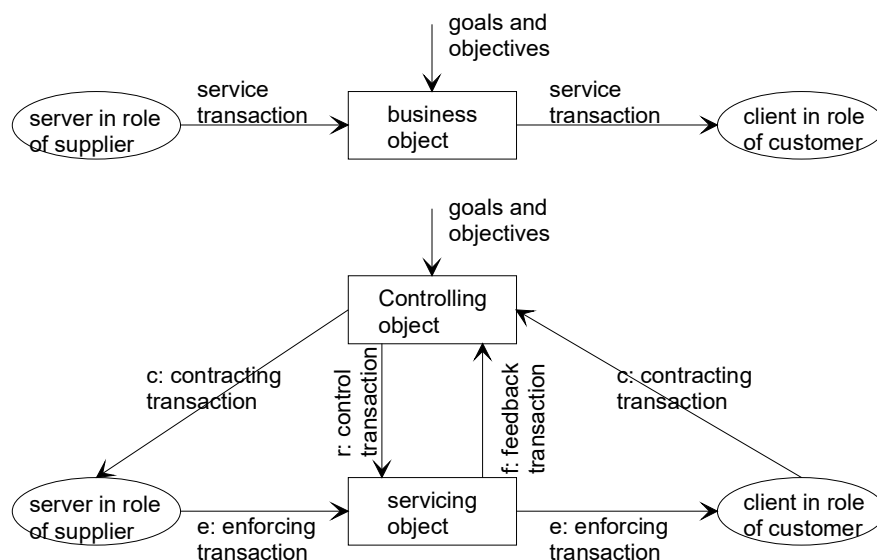 goals and
objectives
service
transaction
service
transaction
server in role
of supplier
business
object
client in role
of customer
goals and
objectives
Controlling
object
c: contracting
transaction
r: control
transaction
f: feedback
transaction
c: contracting
transaction
server in role
of supplier
servicing
object
client in role
of customer
e: enforcing
transaction
e: enforcing
transaction